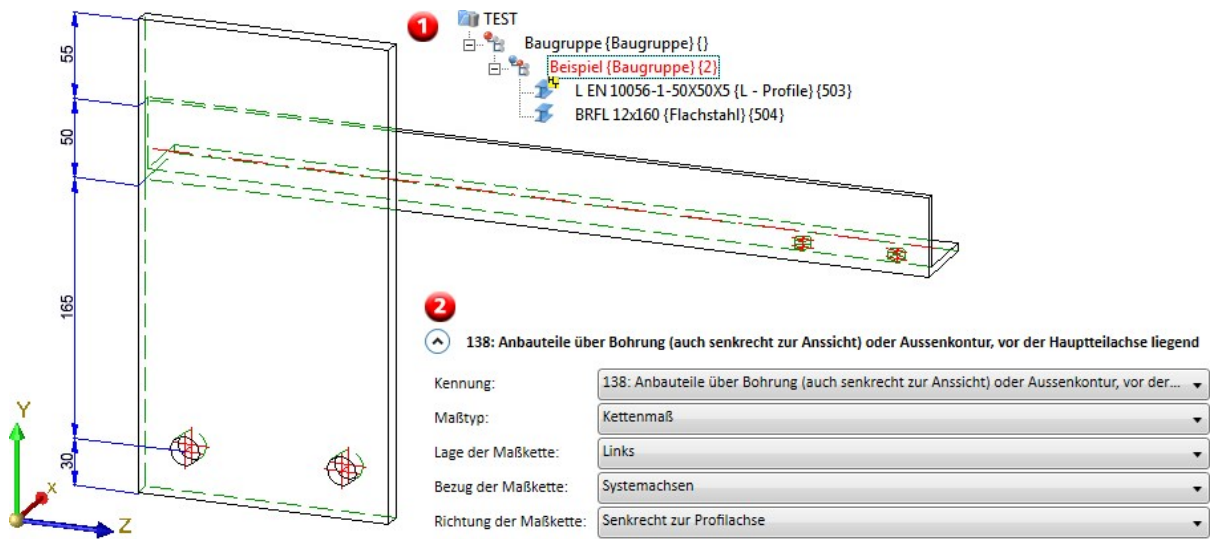 1
TEST
Baugruppe {Baugruppe} {}
Beispiel {Baugruppe} {2}
L EN 10056-1-50X50X5 {L - Profile} {503}
BRFL 12x160 {Flachstahl} {504}
55
50
165
30
Y
X
Z
2
138: Anbauteile über Bohrung (auch senkrecht zur Anssicht) oder Aussenkontur, vor der Hauptteilachse liegend
Kennung: 138: Anbauteile über Bohrung (auch senkrecht zur Anssicht) oder Aussenkontur, vor der...
Maßtyp: Kettenmaß
Lage der Maßkette: Links
Bezug der Maßkette: Systemachsen
Richtung der Maßkette: Senkrecht zur Profilachse